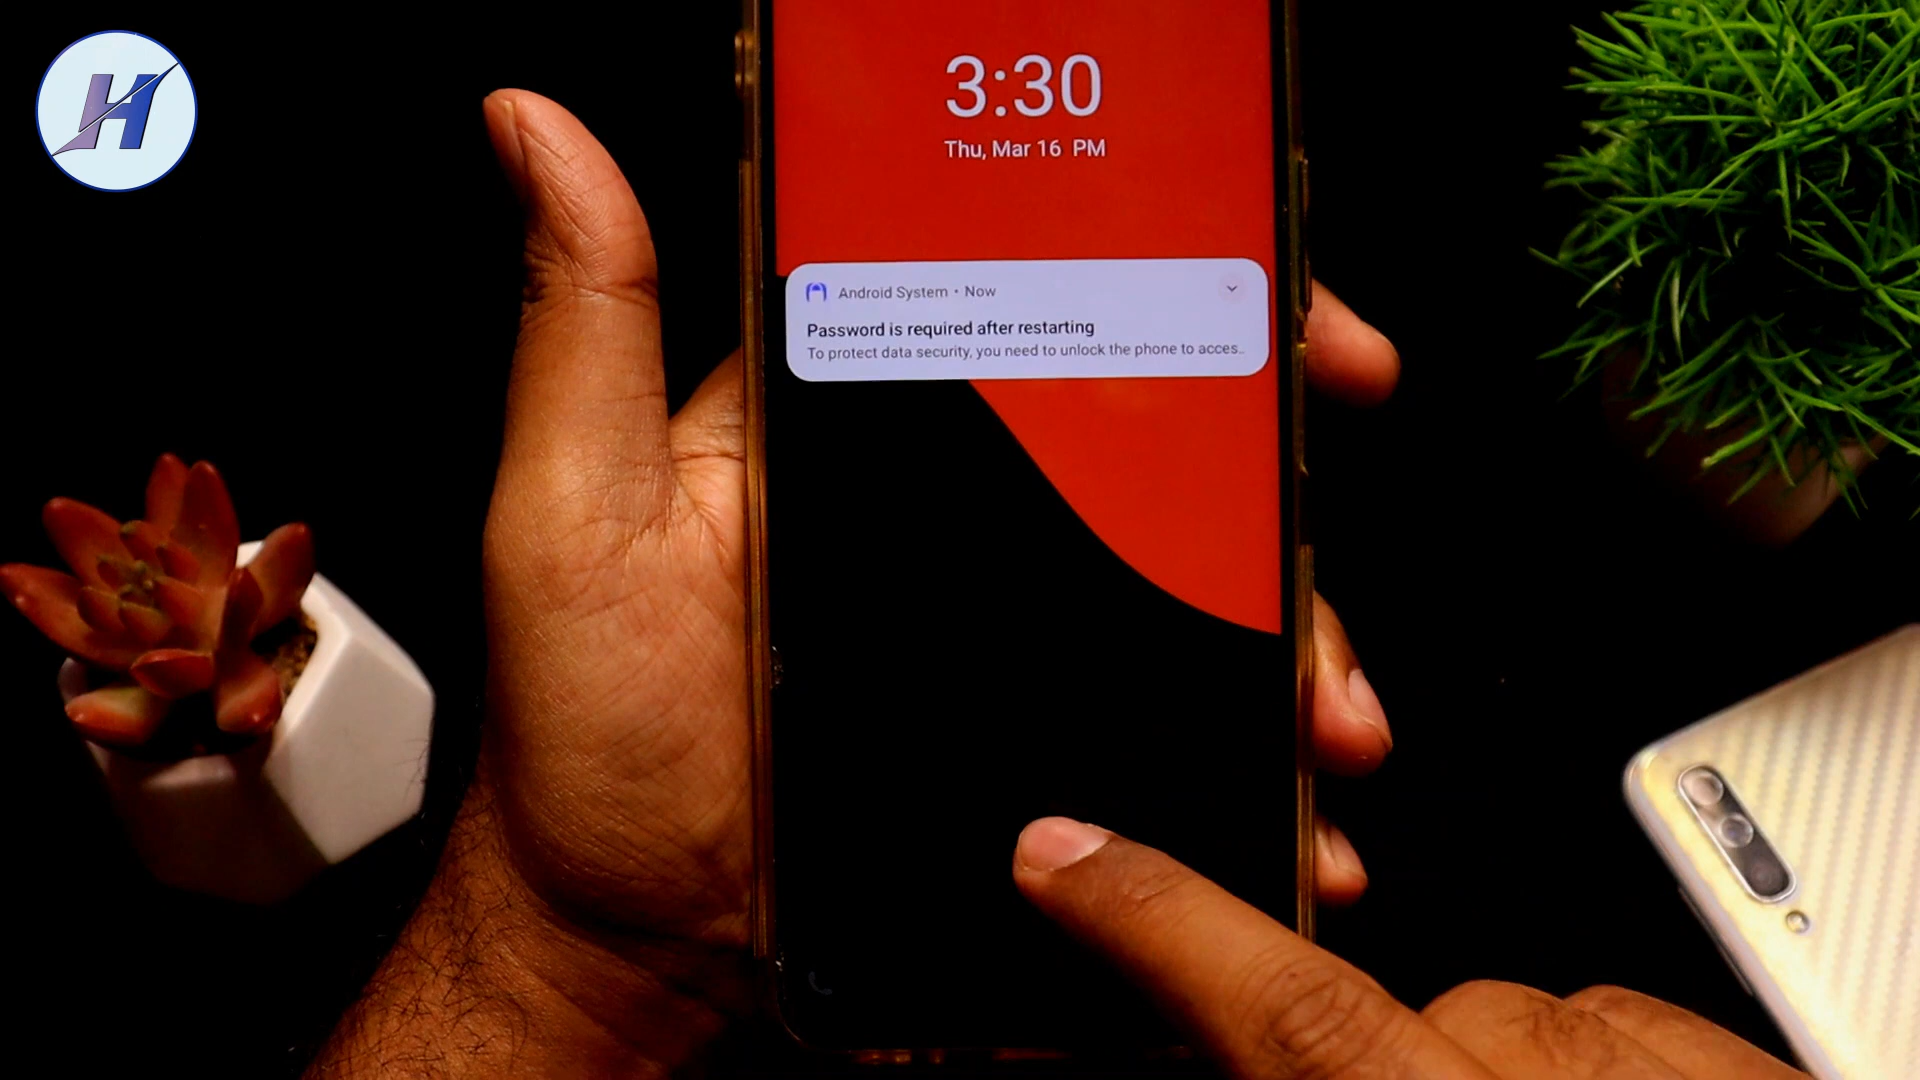 H
3:30
Thu, Mar 16 PM
Android System • Now
Password is required after restarting
To protect data security, you need to unlock the phone to acces...